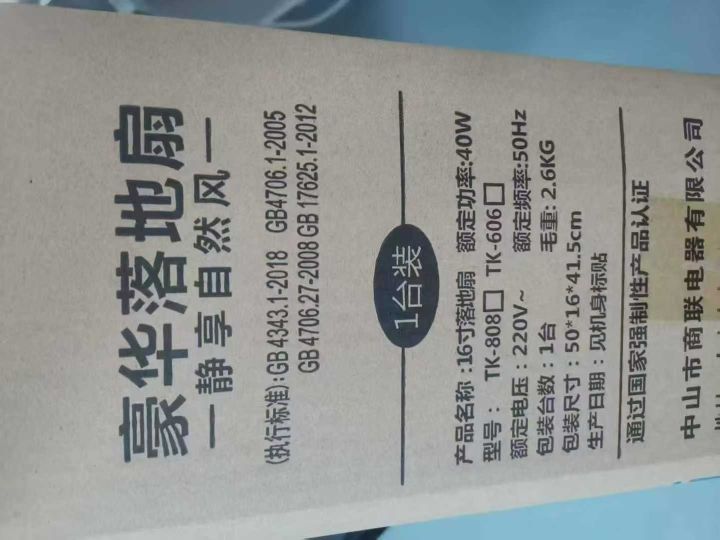 豪华落地扇
一静享自然风一
(执行标准):GB 4343.1-2018 GB4706.1-2005
GB 4706.27-2008 GB 17625.1-2012
1台装
产品名称:16寸落地扇 额定功率:40W
型号: TK-808□ TK-606□
额定电压:220V~ 额定频率:50Hz
包装台数:1台 毛重:2.6KG
包装尺寸:50*16*41.5cm
生产日期:见机身标贴
通过国家强制性产品认证
中山市商联电器有限公司